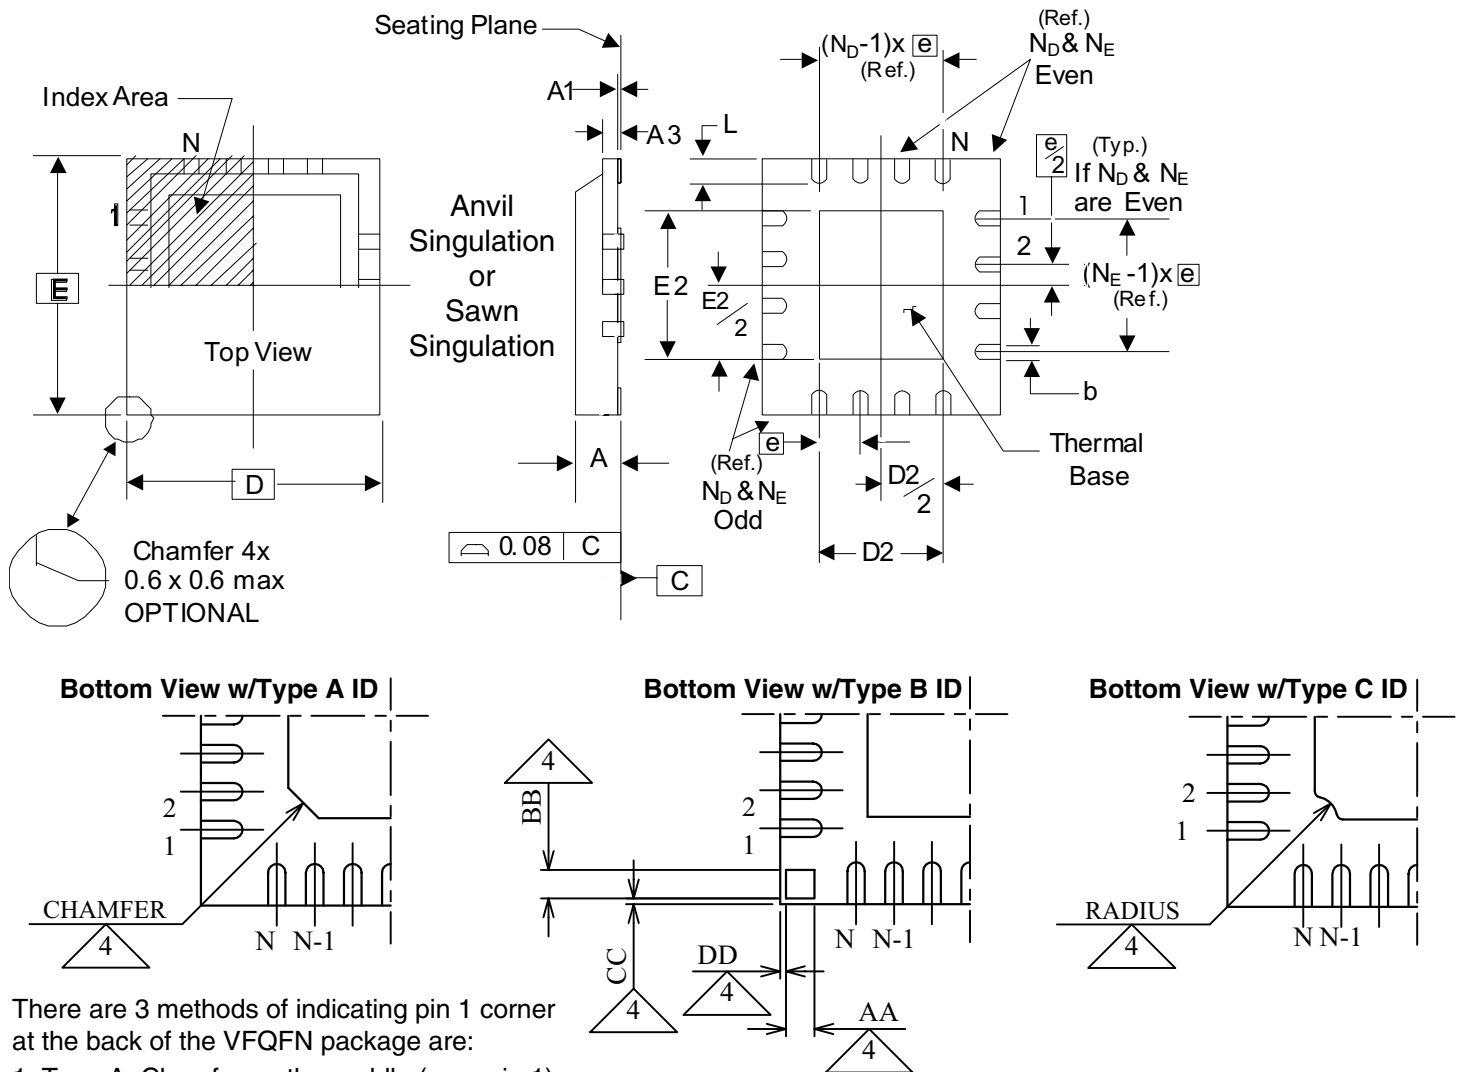 Seating Plane
Index Area
N
1
E
Top View
D
Chamfer 4x
0.6 x 0.6 max
OPTIONAL
A1
A3
L
Anvil
Singulation
or
Sawn
Singulation
A
0.08 C
C
(ND-1)x e
(Ref.)
(Ref.)
ND & NE
Even
N
e/2
(Typ.)
If ND & NE
are Even
1
2
(NE-1)x e
(Ref.)
b
E2
E2/2
Thermal
Base
e
(Ref.)
ND & NE
Odd
D2/2
D2
Bottom View w/Type A ID
2
1
CHAMFER
4
N N-1
Bottom View w/Type B ID
4
BB
2
1
CC
4
DD
4
N N-1
AA
4
Bottom View w/Type C ID
2
1
RADIUS
4
N N-1
There are 3 methods of indicating pin 1 corner
at the back of the VFQFN package are: